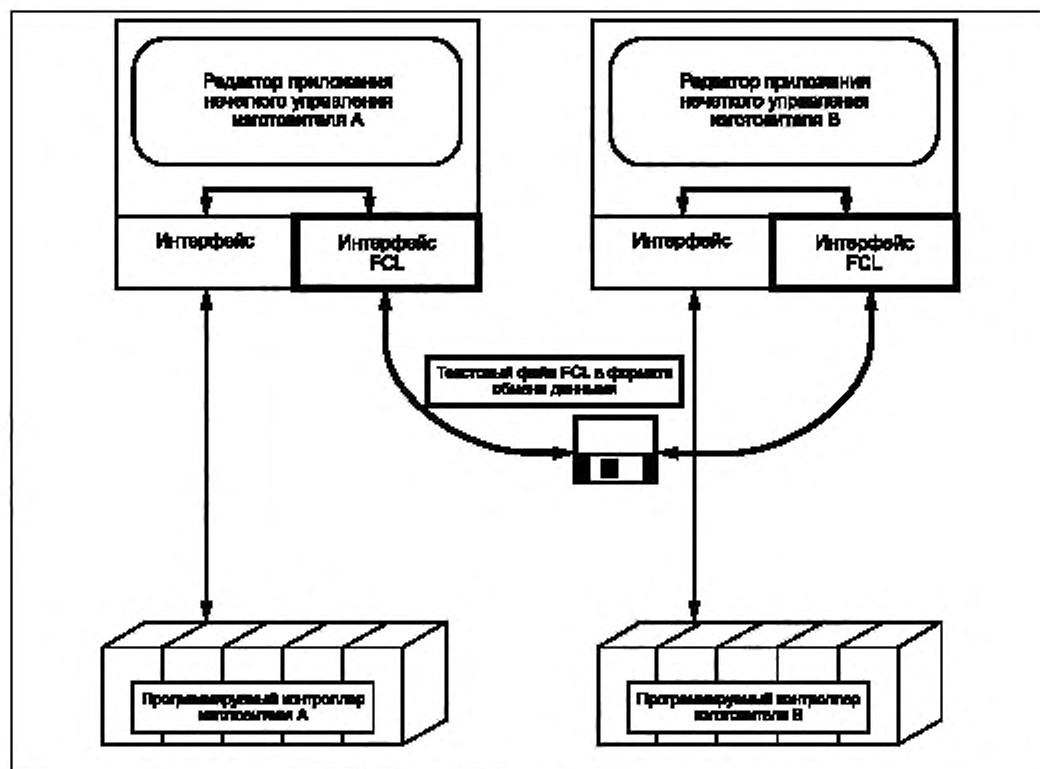 Редактор приложения
нечеткого управления
изготовителя А
Редактор приложения
нечеткого управления
изготовителя В
Интерфейс
Интерфейс
FCL
Интерфейс
Интерфейс
FCL
Текстовый файл FCL в формате
обмена данными
Программируемый контроллер
изготовителя А
Программируемый контроллер
изготовителя В